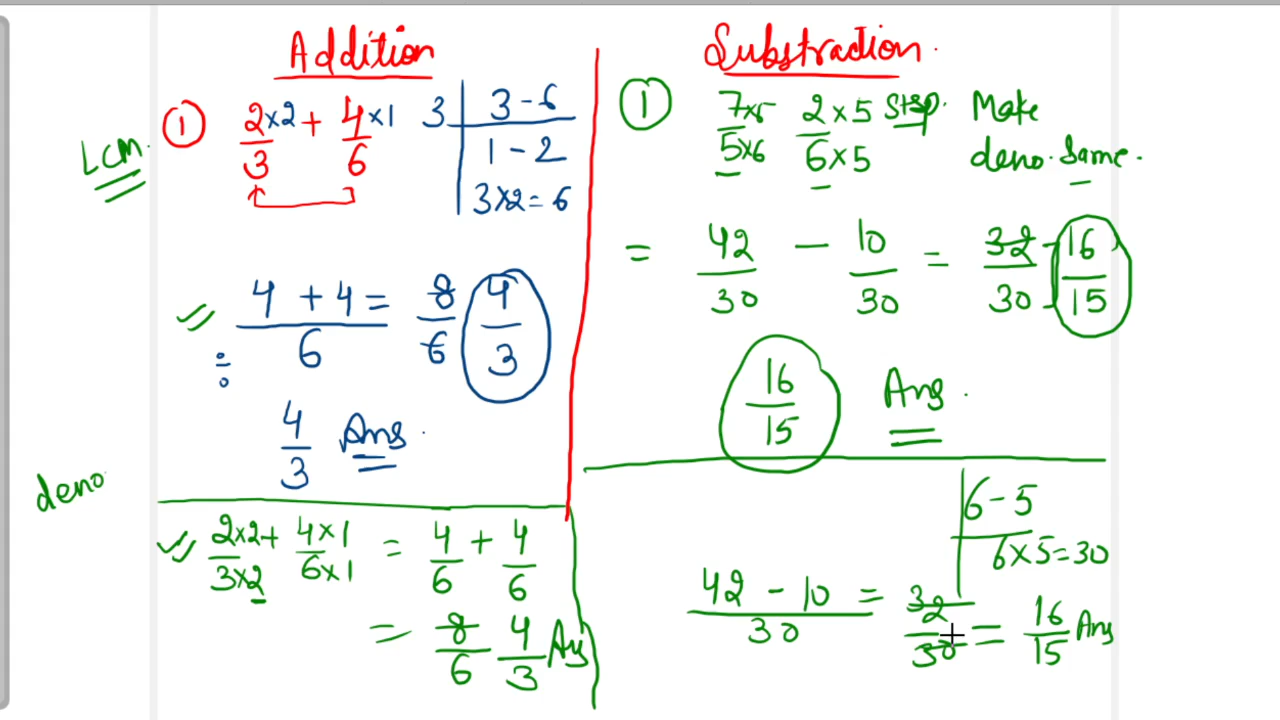 Addition
LCM.
① 2×2/3 + 4×1/6
3 | 3 - 6
1 - 2
3×2=6
4 + 4/6 = 8/6 4/3
÷
4/3 Ans.
deno
2×2/3×2 + 4×1/6×1 = 4/6 + 4/6
= 8/6 4/3 Ans
Substraction.
① 7×6/5×6 2×5/6×5 Step. Make
deno. Same.
= 42/30 - 10/30 = 32/30 16/15
16/15 Ans.
6 - 5
6×5=30
42 - 10/30 = 32/30 = 16/15 Ans